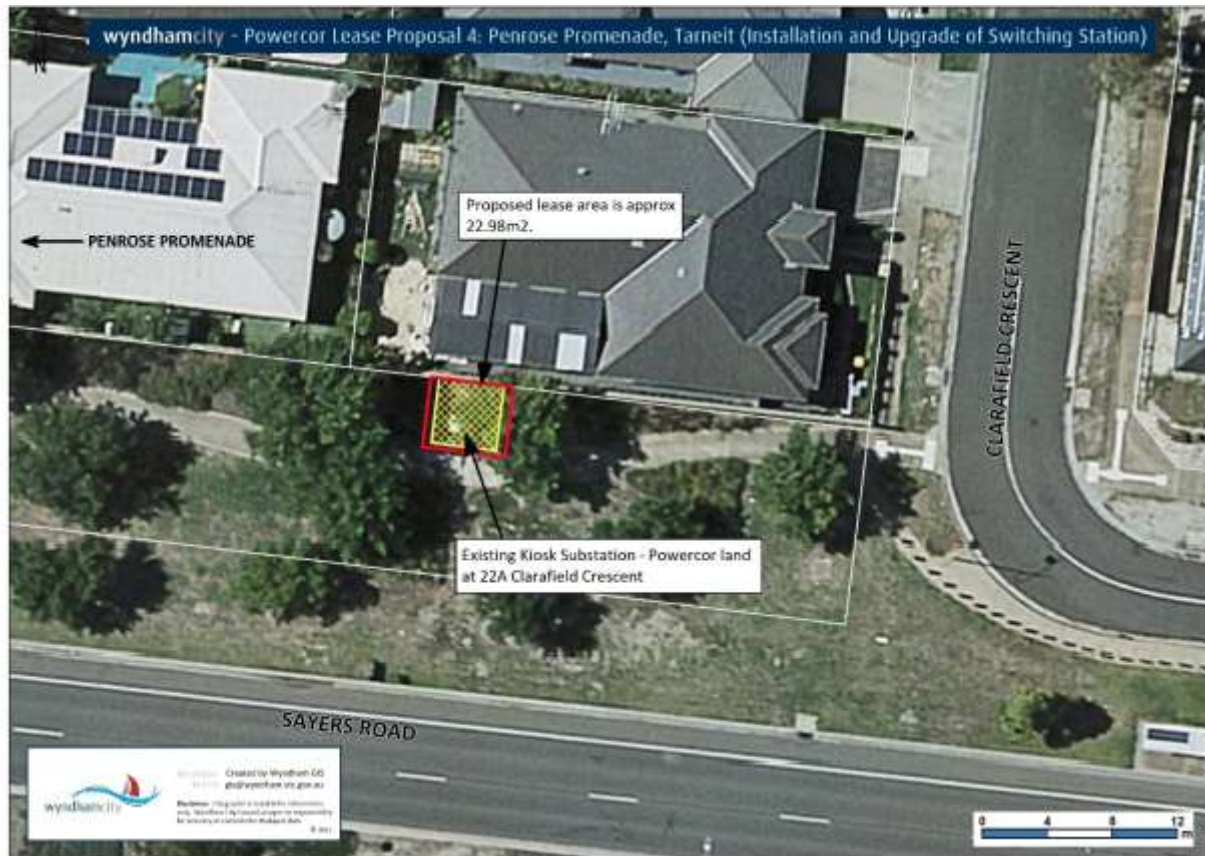 wyndhamcity - Powercor Lease Proposal 4: Penrose Promenade, Tarneit (Installation and Upgrade of Switching Station)
Proposed lease area is approx
22.98m2.
PENROSE PROMENADE
CLARAFIELD CRESCENT
Existing Kiosk Substation - Powercor land
at 22A Clarafield Crescent
SAYERS ROAD
wyndhamcity
Created by Wyndham GIS
gis@wyndham.vic.gov.au
0 4 8 12
m